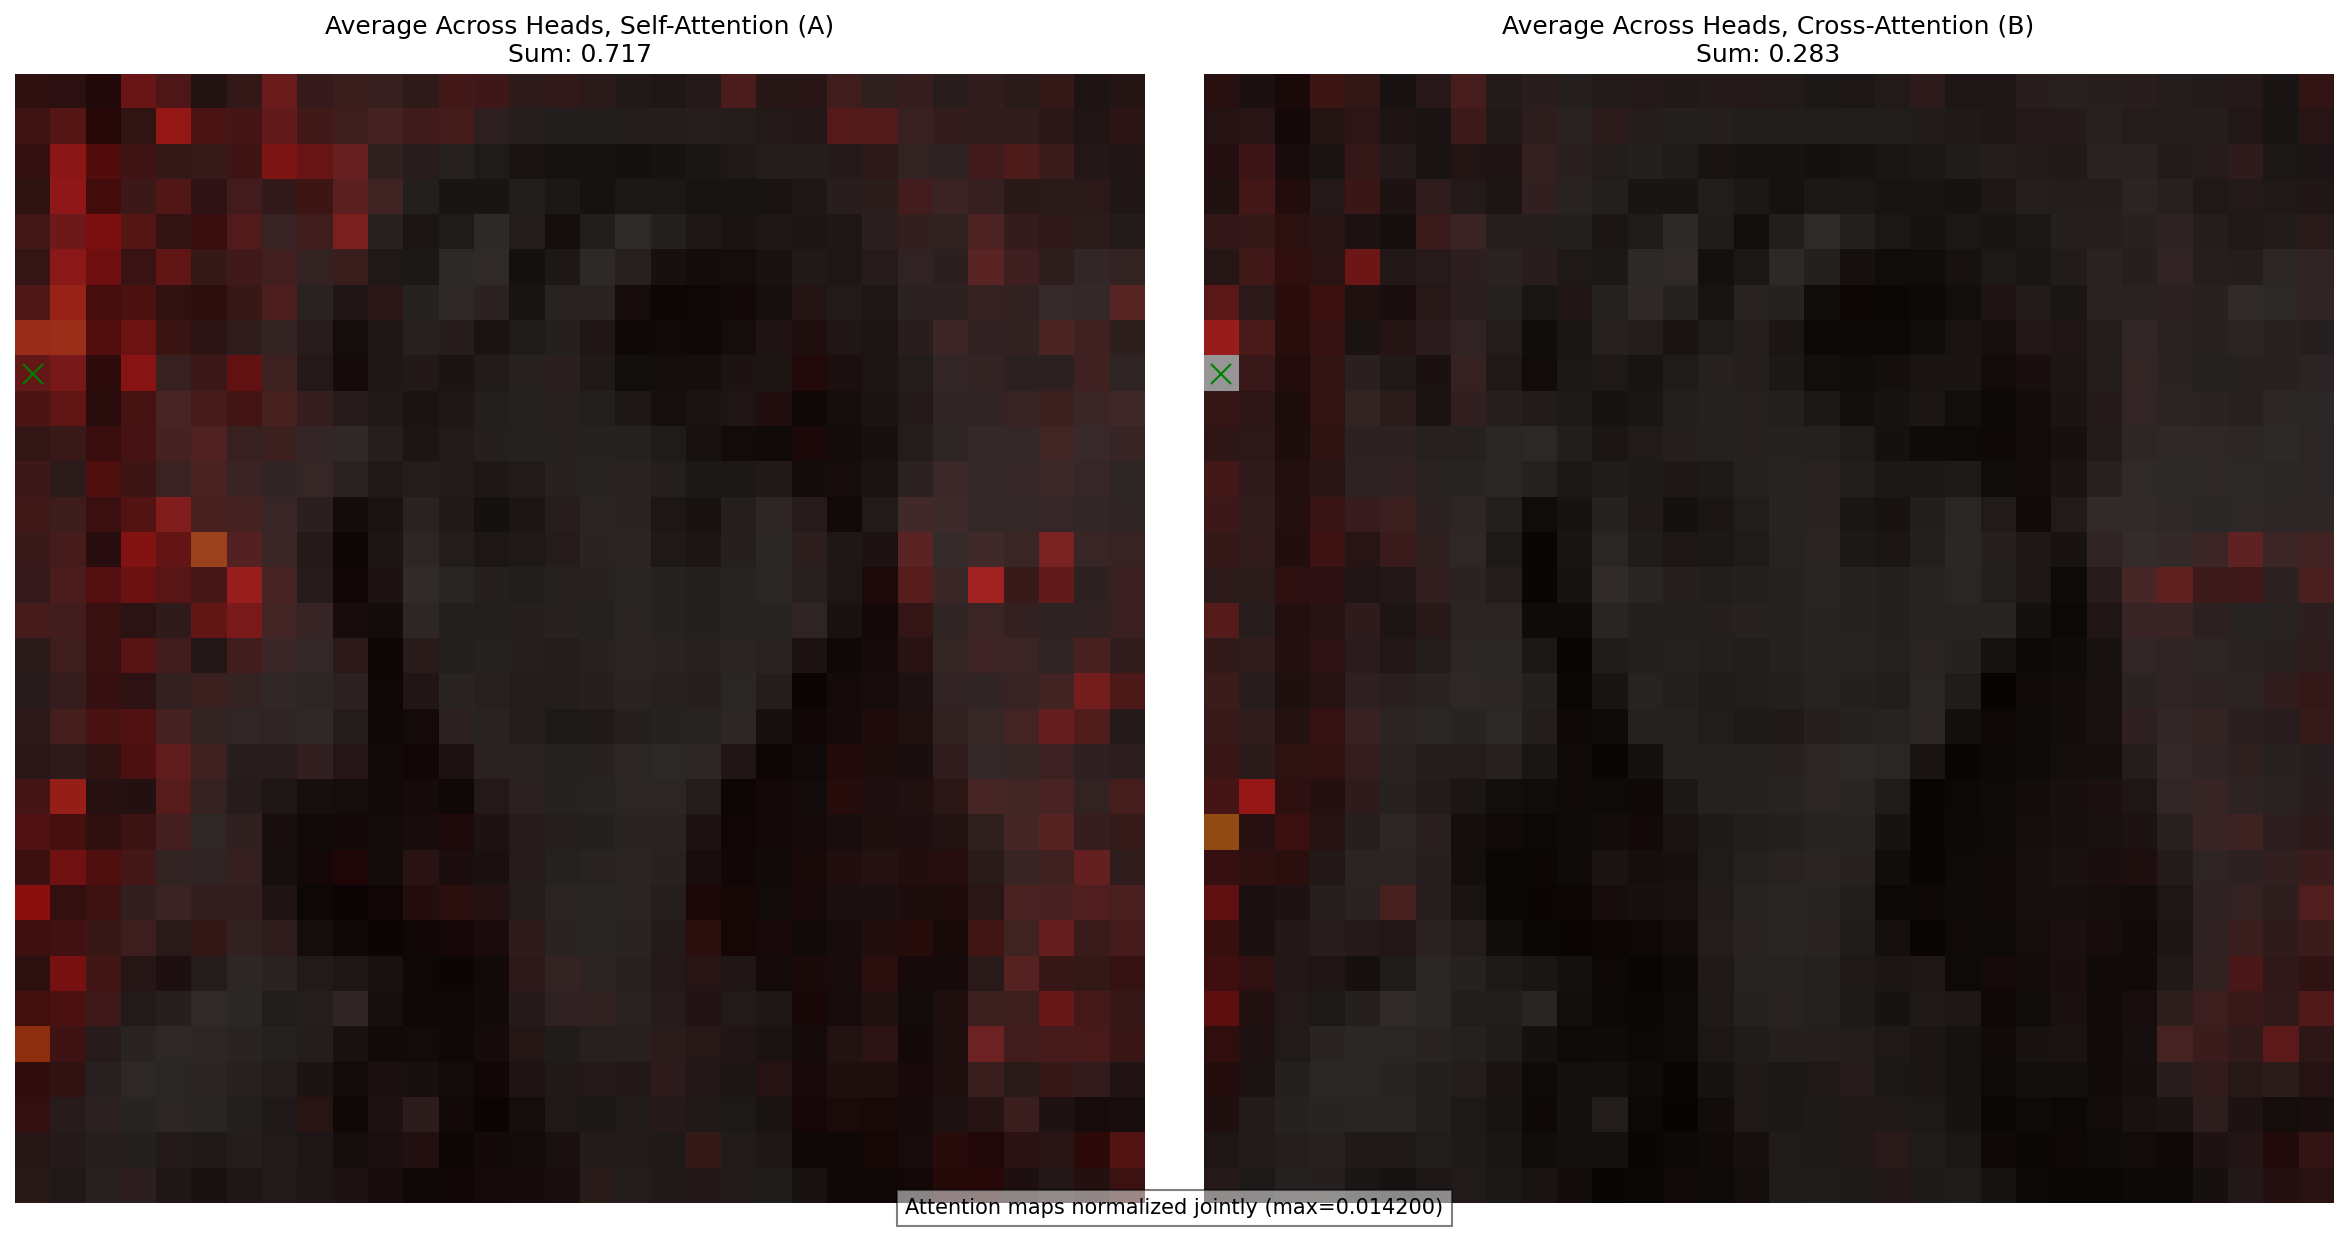 Average Across Heads, Self-Attention (A)
Sum: 0.717
Average Across Heads, Cross-Attention (B)
Sum: 0.283
Attention maps normalized jointly (max=0.014200)